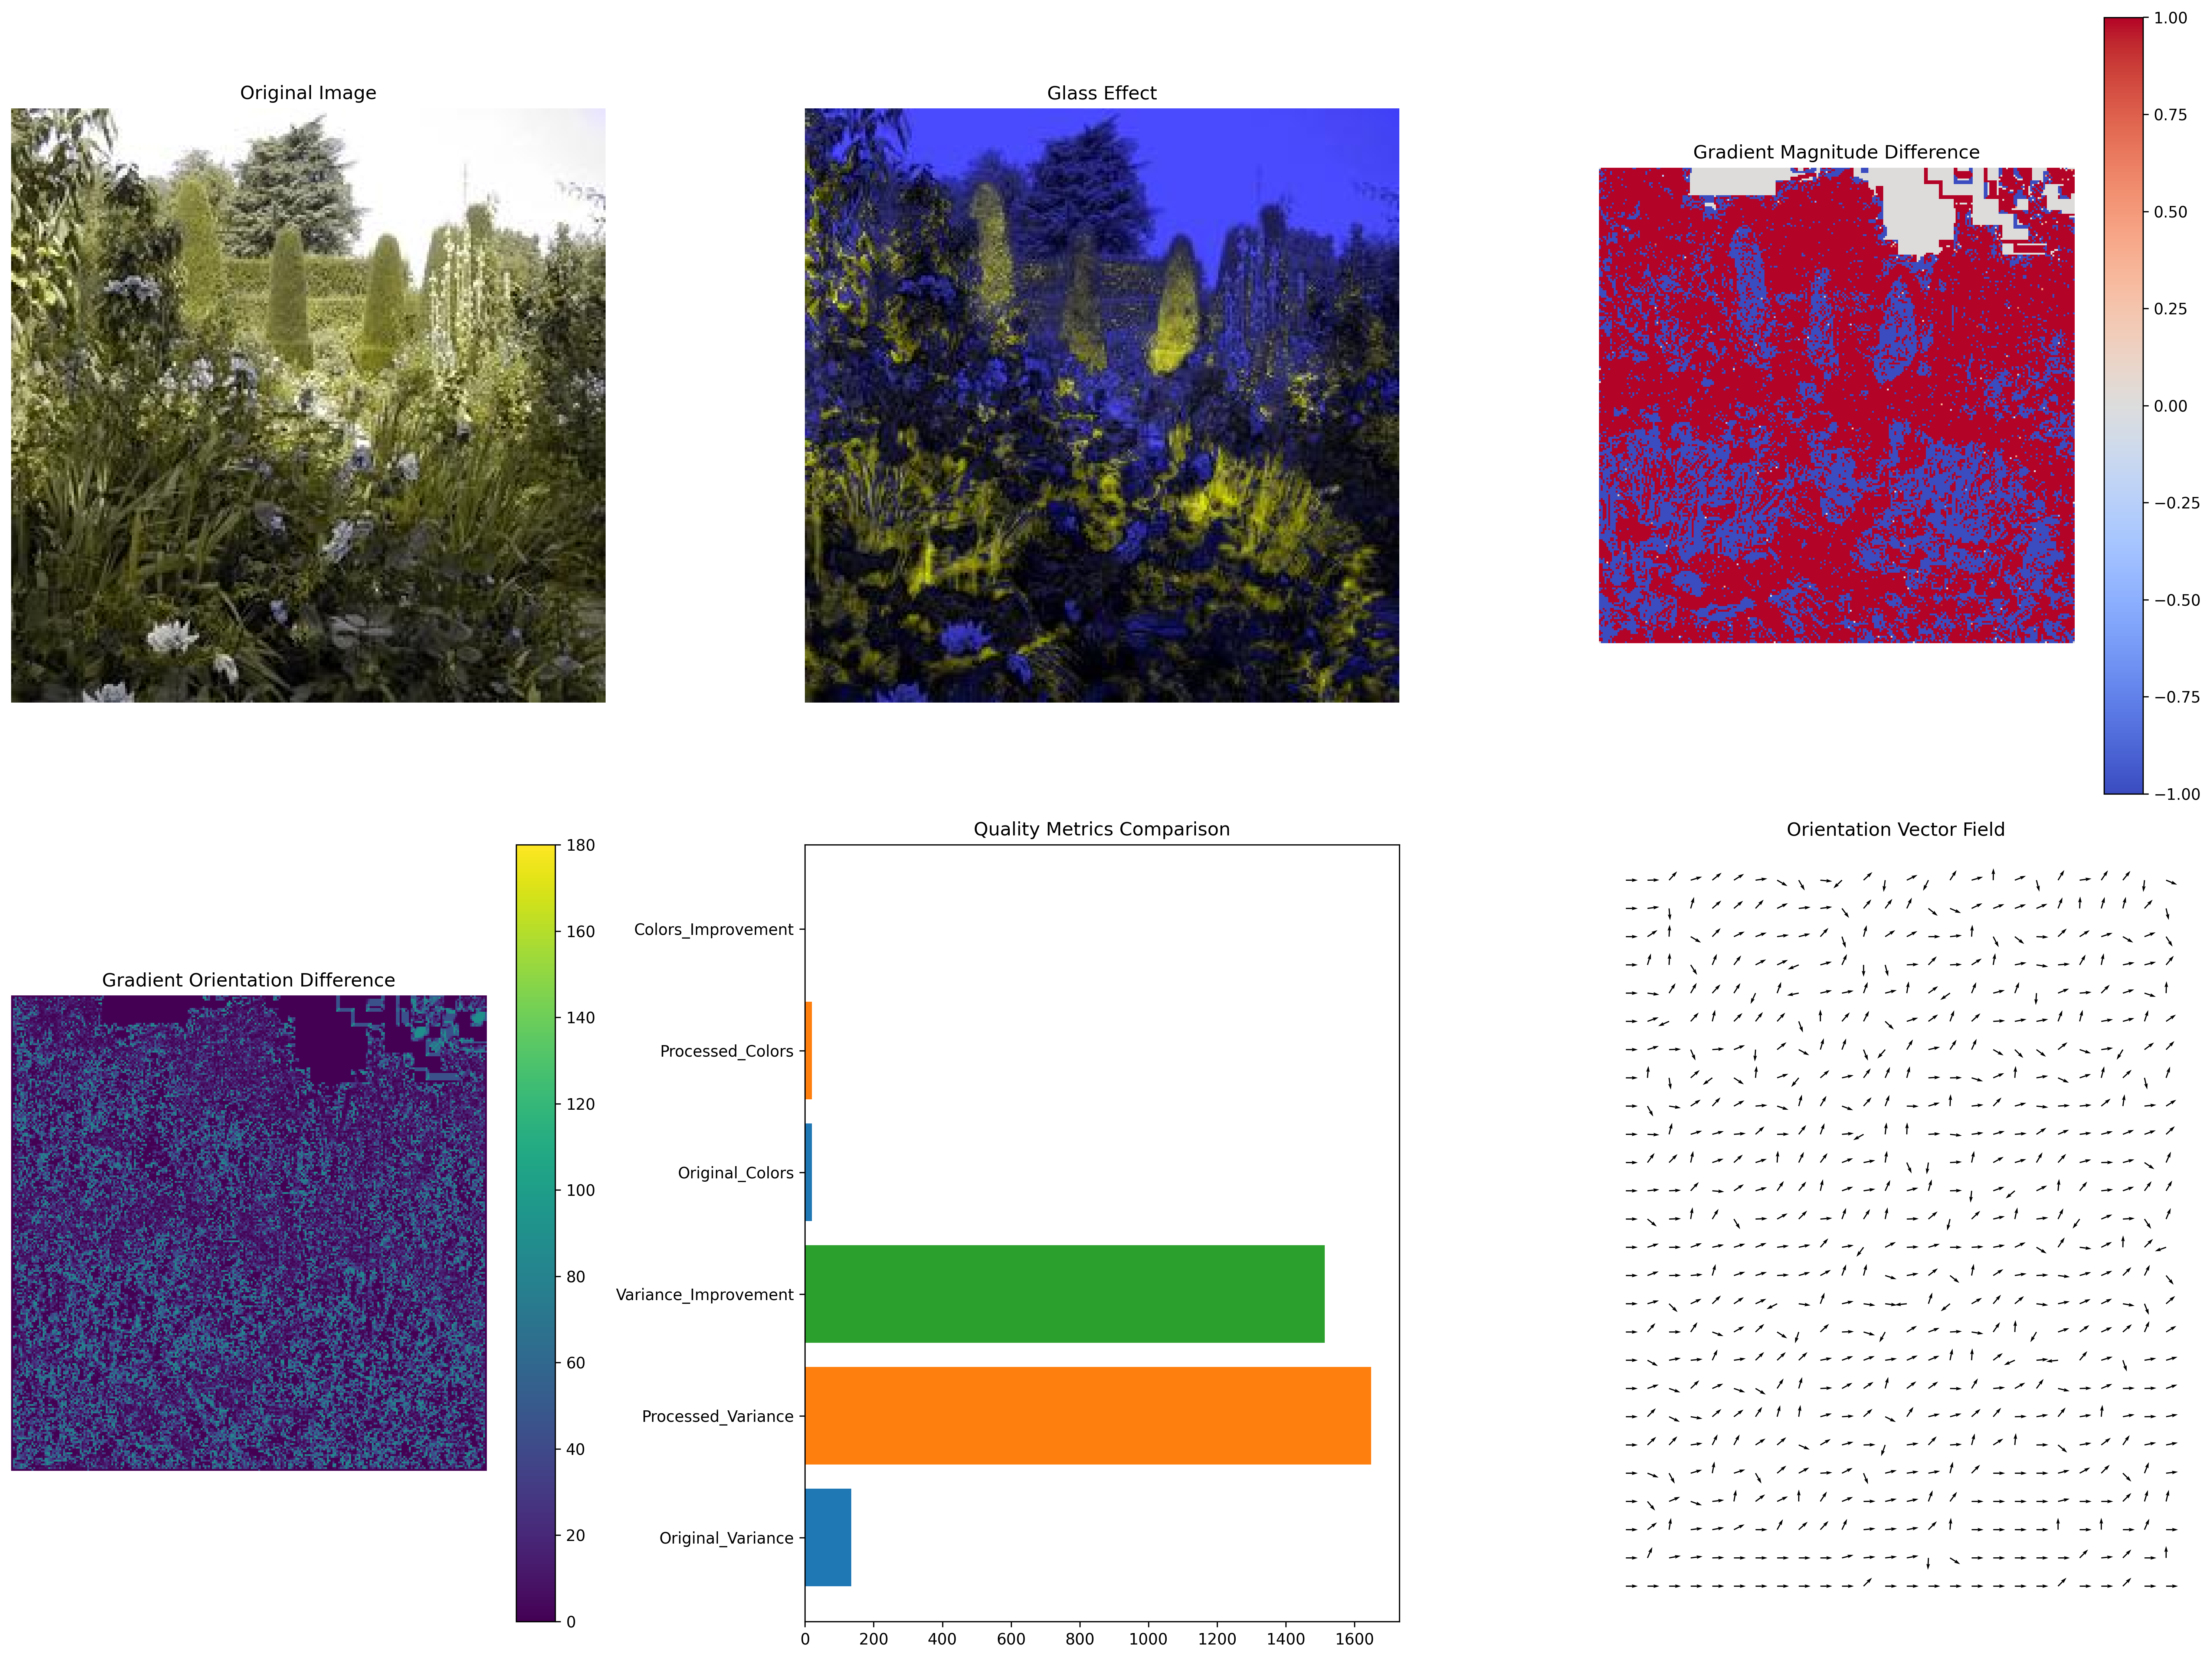 Original Image
Glass Effect
Gradient Magnitude Difference
1.00
0.75
0.50
0.25
0.00
−0.25
−0.50
−0.75
−1.00
Gradient Orientation Difference
180
160
140
120
100
80
60
40
20
0
Quality Metrics Comparison
Colors_Improvement
Processed_Colors
Original_Colors
Variance_Improvement
Processed_Variance
Original_Variance
0 200 400 600 800 1000 1200 1400 1600
Orientation Vector Field